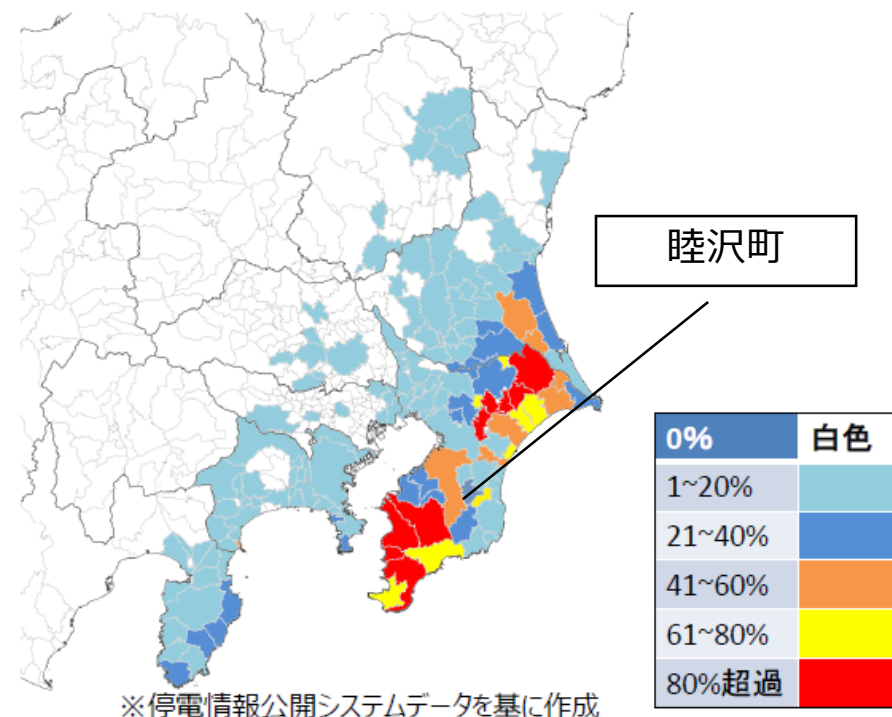 睦沢町
0% 白色
1~20%
21~40%
41~60%
61~80%
80%超過
※停電情報公開システムデータを基に作成